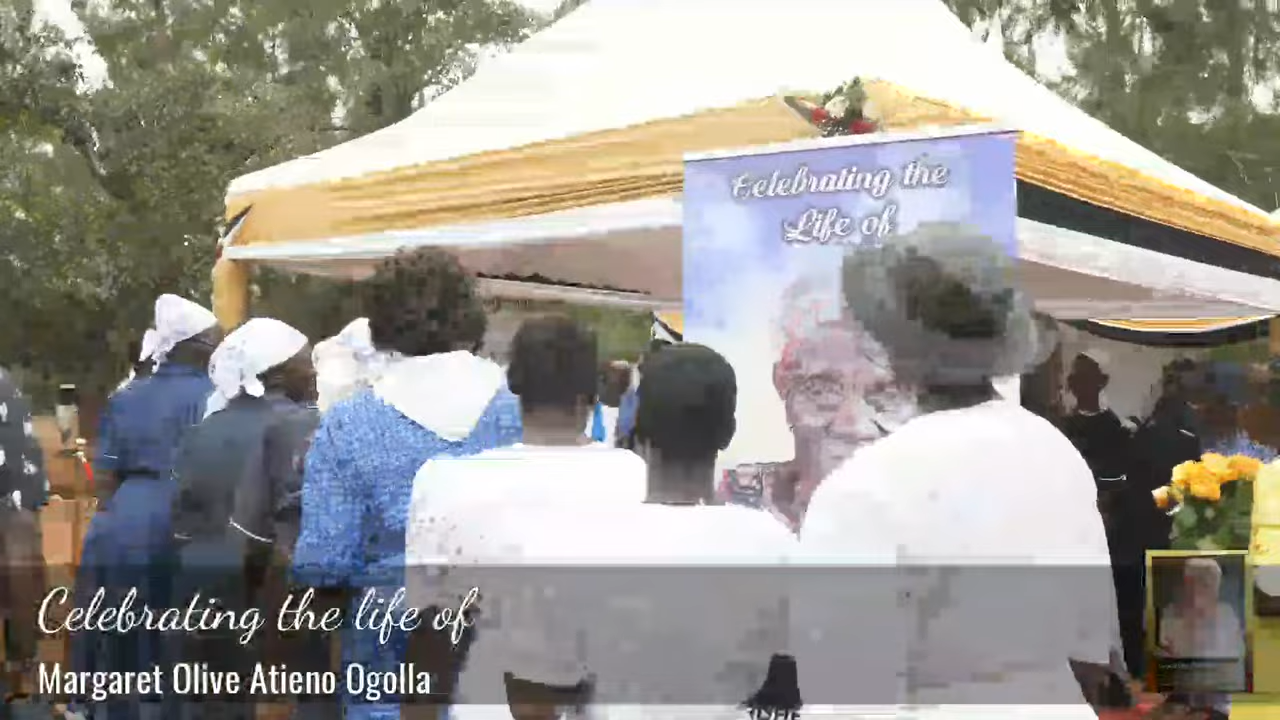 Celebrating the
Life of
Celebrating the life of
Margaret Olive Atieno Ogolla